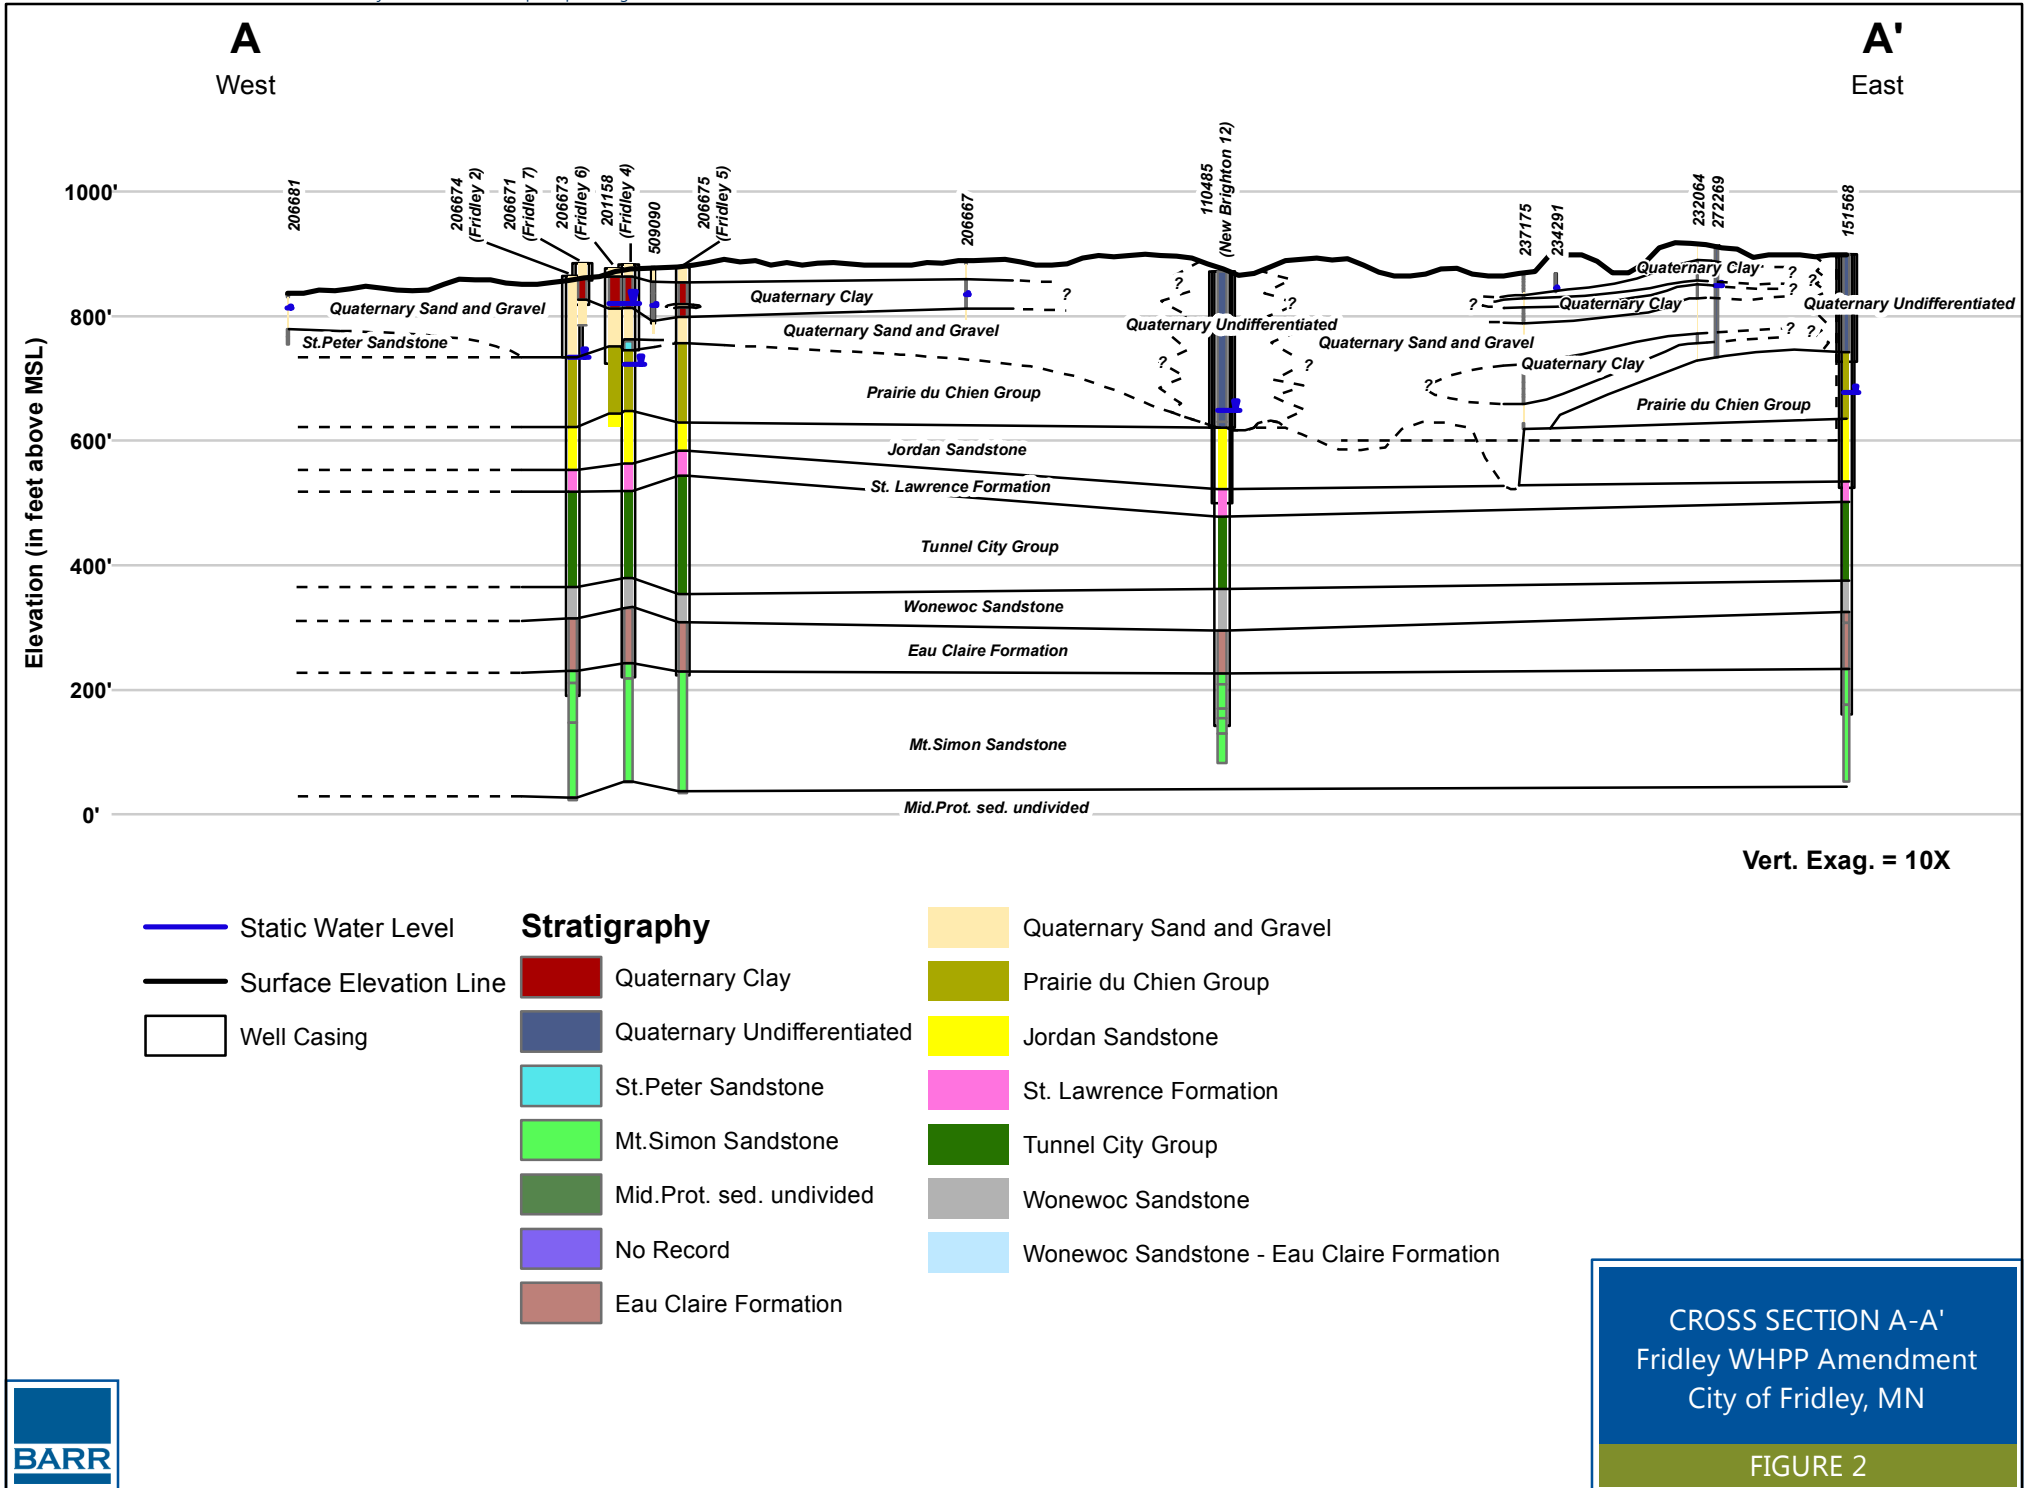 A
West
A'
East
206681
206674
(Fridley 2)
206671
(Fridley 7)
206673
(Fridley 6)
201158
(Fridley 4)
509090
206675
(Fridley 5)
206667
110485
(New Brighton 12)
237175
234291
232064
272269
151568
Elevation (in feet above MSL)
1000'
800'
600'
400'
200'
0'
Quaternary Sand and Gravel
St.Peter Sandstone
Quaternary Clay
?
Quaternary Sand and Gravel
Prairie du Chien Group
Jordan Sandstone
St. Lawrence Formation
Tunnel City Group
Wonewoc Sandstone
Eau Claire Formation
Mt.Simon Sandstone
Mid.Prot. sed. undivided
?
?
Quaternary Undifferentiated
?
?
Quaternary Sand and Gravel
?
?
Quaternary Clay
?
?
Quaternary Clay
?
Quaternary Undifferentiated
?
?
Quaternary Clay
Prairie du Chien Group
Vert. Exag. = 10X
Static Water Level
Surface Elevation Line
Well Casing
Stratigraphy
Quaternary Clay
Quaternary Undifferentiated
St.Peter Sandstone
Mt.Simon Sandstone
Mid.Prot. sed. undivided
No Record
Eau Claire Formation
Quaternary Sand and Gravel
Prairie du Chien Group
Jordan Sandstone
St. Lawrence Formation
Tunnel City Group
Wonewoc Sandstone
Wonewoc Sandstone - Eau Claire Formation
CROSS SECTION A-A'
Fridley WHPP Amendment
City of Fridley, MN
FIGURE 2
BARR